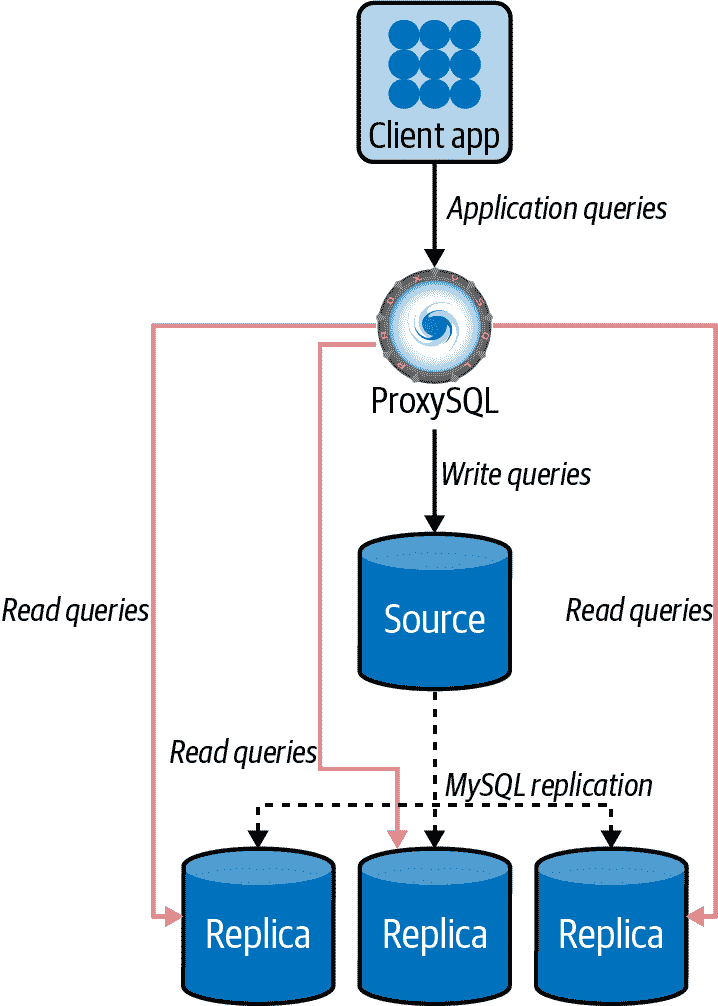 Client app
Application queries
PROXYSQL
ProxySQL
Write queries
Source
Read queries
Read queries
Read queries
MySQL replication
Replica
Replica
Replica